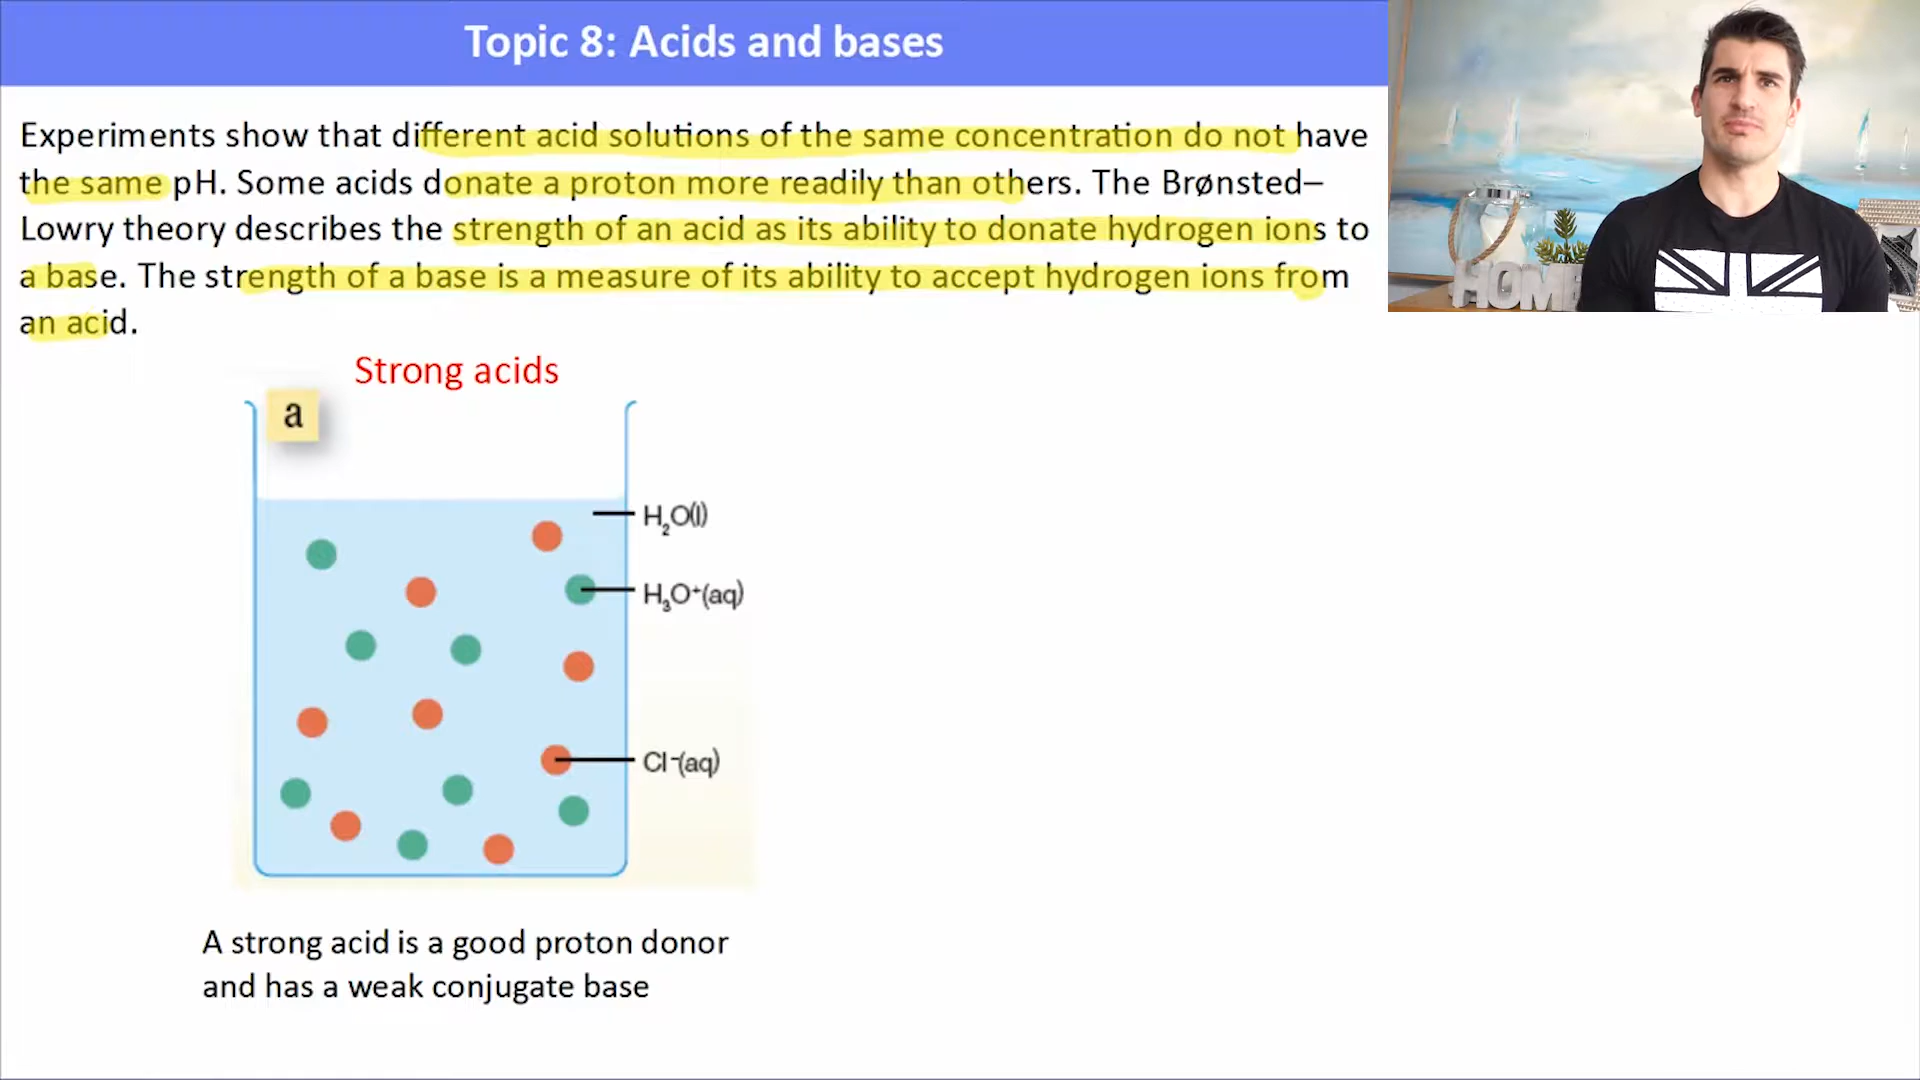 Topic 8: Acids and bases
Experiments show that different acid solutions of the same concentration do not have
the same pH. Some acids donate a proton more readily than others. The Brønsted–
Lowry theory describes the strength of an acid as its ability to donate hydrogen ions to
a base. The strength of a base is a measure of its ability to accept hydrogen ions from
an acid.
Strong acids
a
H₂O(l)
H₃O⁺(aq)
Cl⁻(aq)
A strong acid is a good proton donor
and has a weak conjugate base
HOME